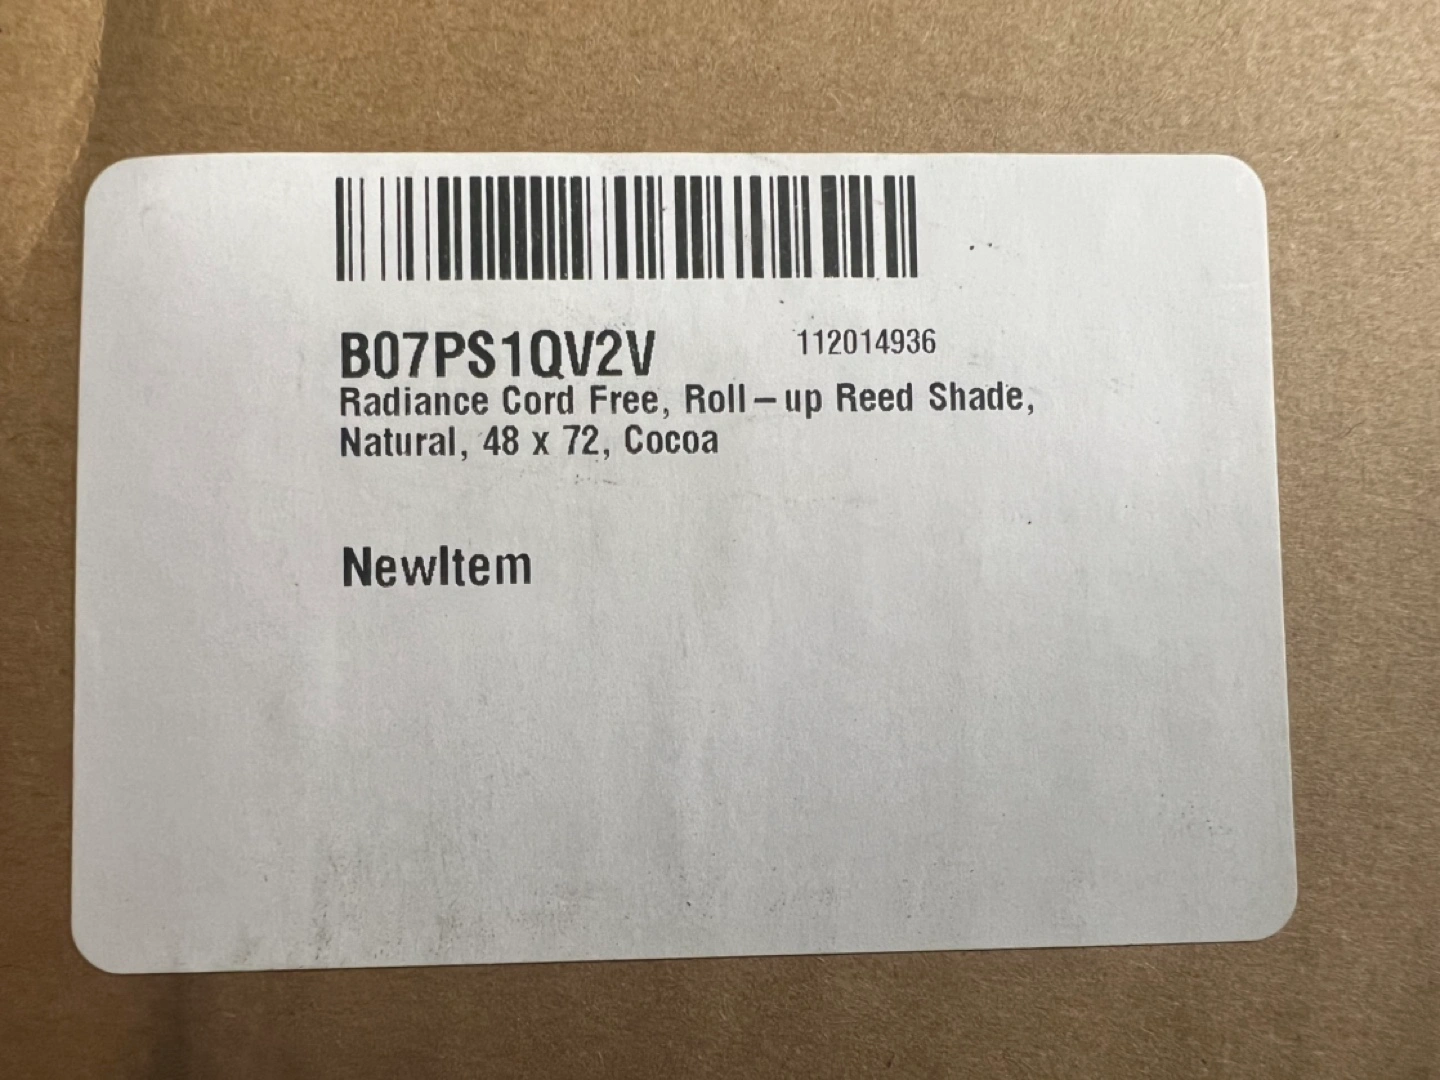 B07PS1QV2V 112014936
Radiance Cord Free, Roll-up Reed Shade,
Natural, 48 x 72, Cocoa
NewItem